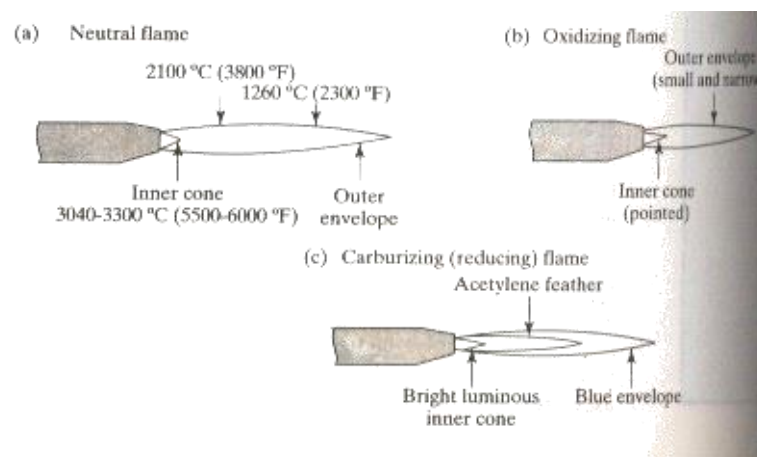 (a) Neutral flame
2100 °C (3800 °F)
1260 °C (2300 °F)
Inner cone
3040-3300 °C (5500-6000 °F)
Outer
envelope
(b) Oxidizing flame
Outer envelope
(small and narrow
Inner cone
(pointed)
(c) Carburizing (reducing) flame
Acetylene feather
Bright luminous
inner cone
Blue envelope